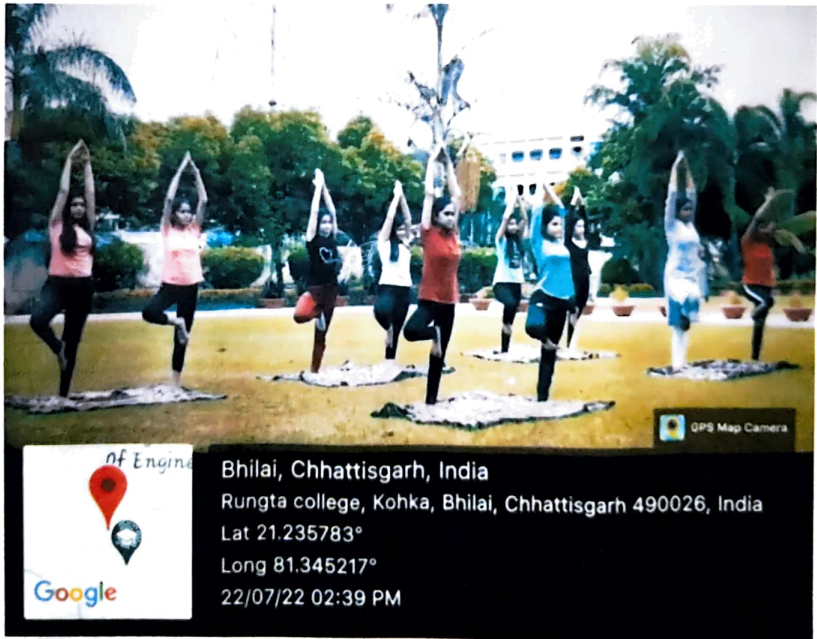 GPS Map Camera
Of Engine
Bhilai, Chhattisgarh, India
Rungta college, Kohka, Bhilai, Chhattisgarh 490026, India
Lat 21.235783°
Long 81.345217°
22/07/22 02:39 PM
Google